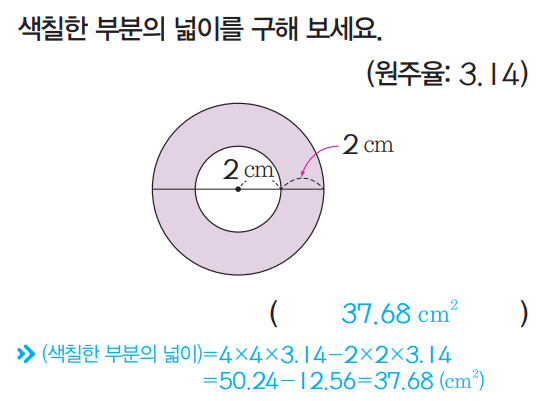 색칠한 부분의 넓이를 구해 보세요.
(원주율: 3.14)
2 cm
2 cm
( 37.68 cm² )
≫ (색칠한 부분의 넓이)=4×4×3.14−2×2×3.14
=50.24−12.56=37.68 (cm²)